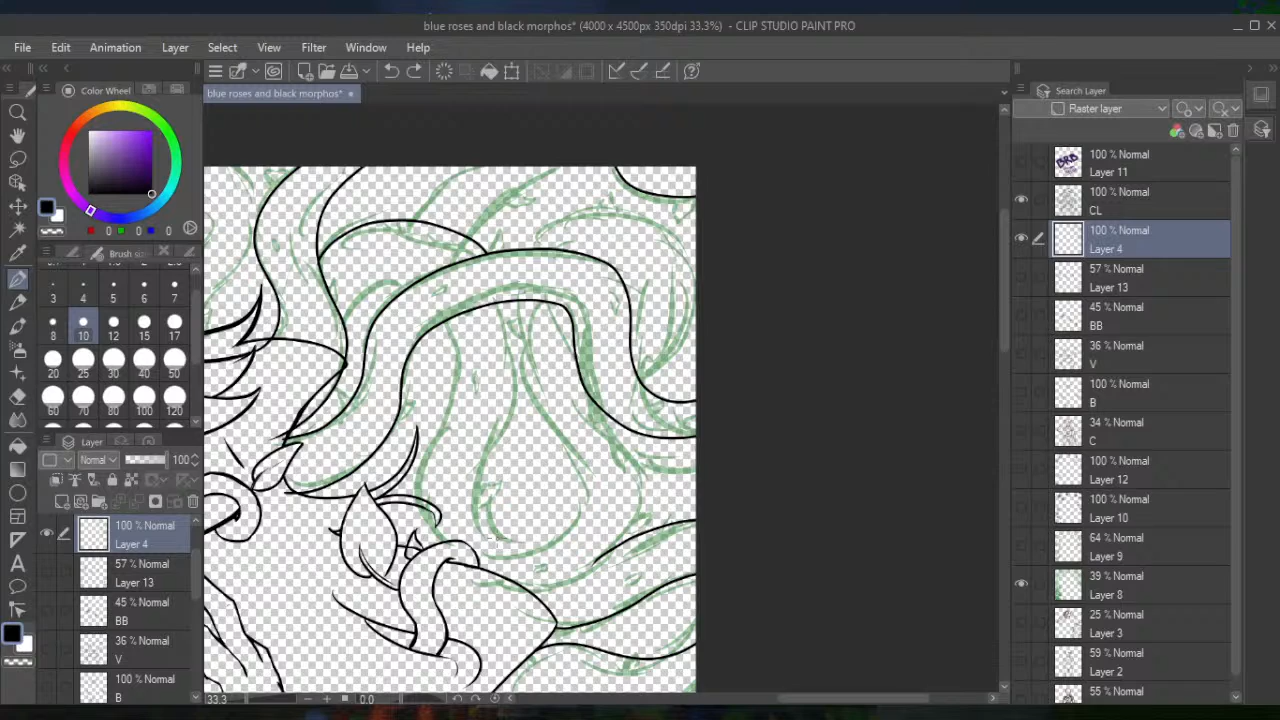 blue roses and black morphos* (4000 x 4500px 350dpi 33.3%) - CLIP STUDIO PAINT PRO
File Edit Animation Layer Select View Filter Window Help
Color Wheel
blue roses and black morphos*
Search Layer
Raster layer
0 0 0
Brush siz
3 4 5 6 7
8 10 12 15 17
20 25 30 40 50
60 70 80 100 120
Layer
Normal 100
100 % Normal
Layer 4
57 % Normal
Layer 13
45 % Normal
BB
36 % Normal
V
100 % Normal
B
33.3
0.0
BRB
100 % Normal
Layer 11
100 % Normal
CL
100 % Normal
Layer 4
57 % Normal
Layer 13
45 % Normal
BB
36 % Normal
V
100 % Normal
B
34 % Normal
C
100 % Normal
Layer 12
100 % Normal
Layer 10
64 % Normal
Layer 9
39 % Normal
Layer 8
25 % Normal
Layer 3
59 % Normal
Layer 2
55 % Normal